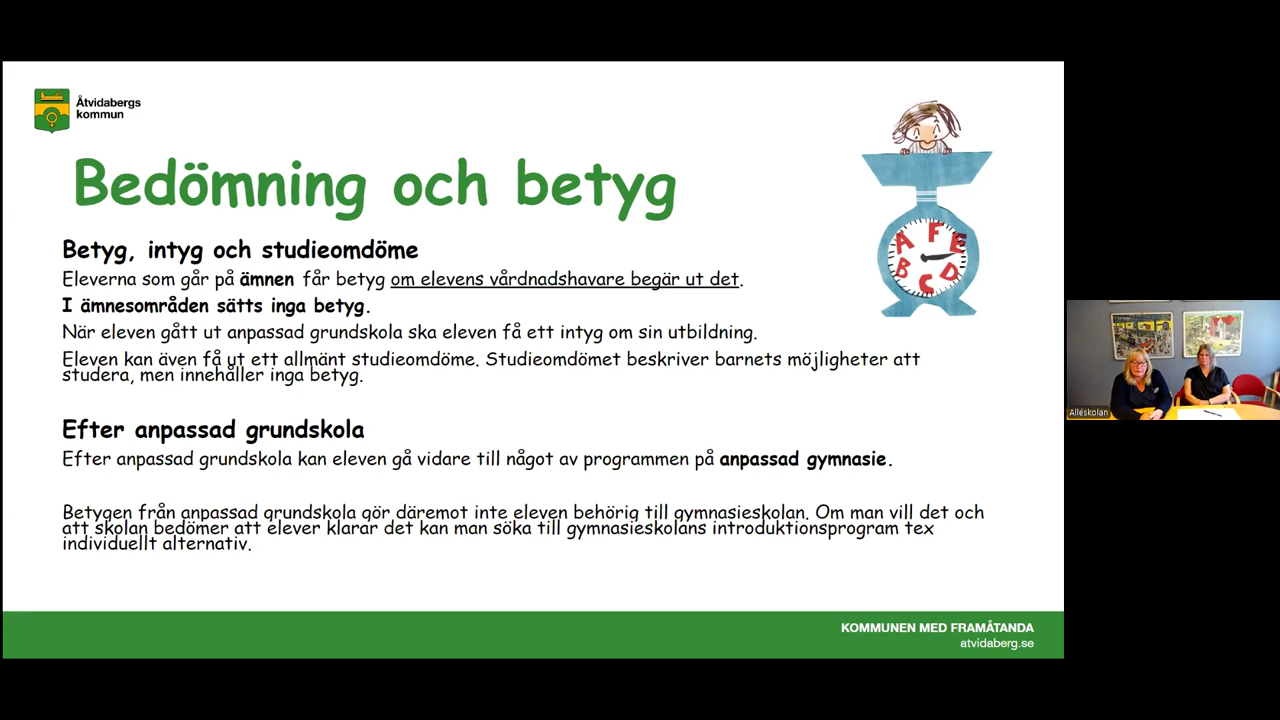 Åtvidabergs
kommun
Bedömning och betyg
Betyg, intyg och studieomdöme
Eleverna som går på ämnen får betyg om elevens vårdnadshavare begär ut det.
I ämnesområden sätts inga betyg.
När eleven gått ut anpassad grundskola ska eleven få ett intyg om sin utbildning.
Eleven kan även få ut ett allmänt studieomdöme. Studieomdömet beskriver barnets möjligheter att
studera, men innehåller inga betyg.
Efter anpassad grundskola
Efter anpassad grundskola kan eleven gå vidare till något av programmen på anpassad gymnasie.
Betygen från anpassad grundskola gör däremot inte eleven behörig till gymnasieskolan. Om man vill det och
att skolan bedömer att elever klarar det kan man söka till gymnasieskolans introduktionsprogram tex
individuellt alternativ.
A F E
B C D
Alléskolan
KOMMUNEN MED FRAMÅTANDA
atvidaberg.se